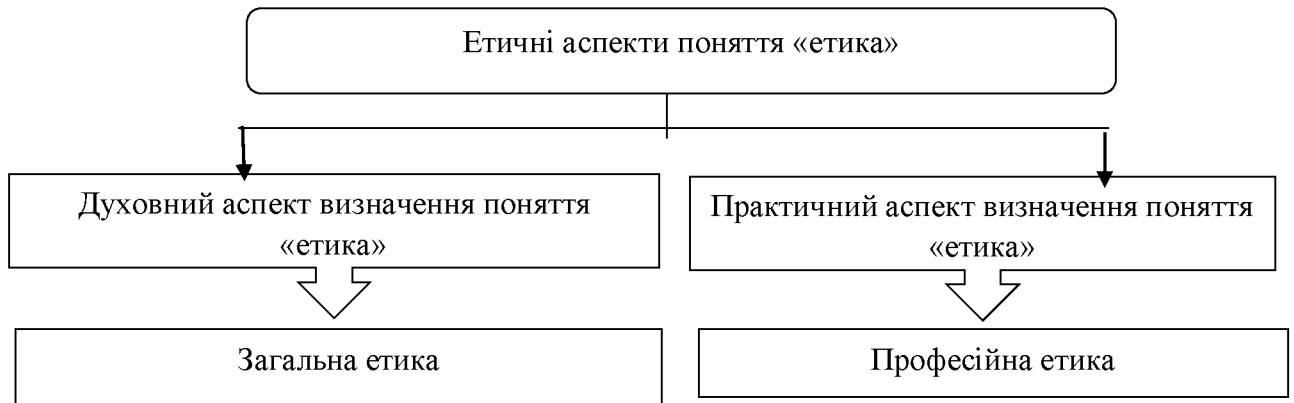 Етичні аспекти поняття «етика»
Духовний аспект визначення поняття
«етика»
Практичний аспект визначення поняття
«етика»
Загальна етика
Професійна етика